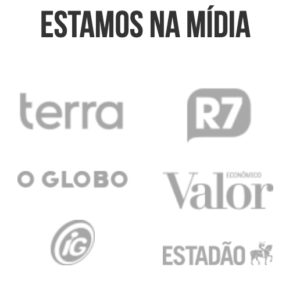 ESTAMOS NA MÍDIA
terra
R7
O GLOBO
ECONÔMICO
Valor
iG
ESTADÃO